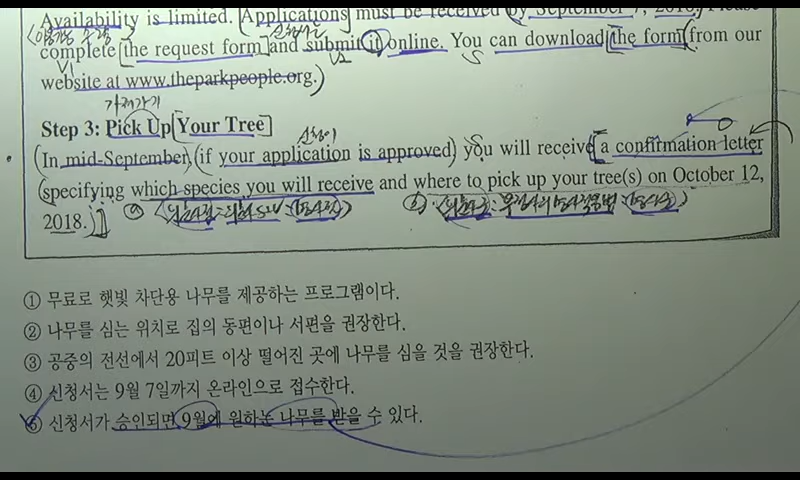 Availability is limited. Applications must be received by September 7, 2018. Please
complete the request form and submit it online. You can download the form from our
V1 V2 S
website at www.theparkpeople.org.
가져가기
Step 3: Pick Up Your Tree
신청이
In mid-September, if your application is approved, you will receive a confirmation letter
specifying which species you will receive and where to pick up your tree(s) on October 12,
2018.
① 무료로 햇빛 차단용 나무를 제공하는 프로그램이다.
② 나무를 심는 위치로 집의 동편이나 서편을 권장한다.
③ 공중의 전선에서 20피트 이상 떨어진 곳에 나무를 심을 것을 권장한다.
④ 신청서는 9월 7일까지 온라인으로 접수한다.
⑤ 신청서가 승인되면 9월에 원하는 나무를 받을 수 있다.